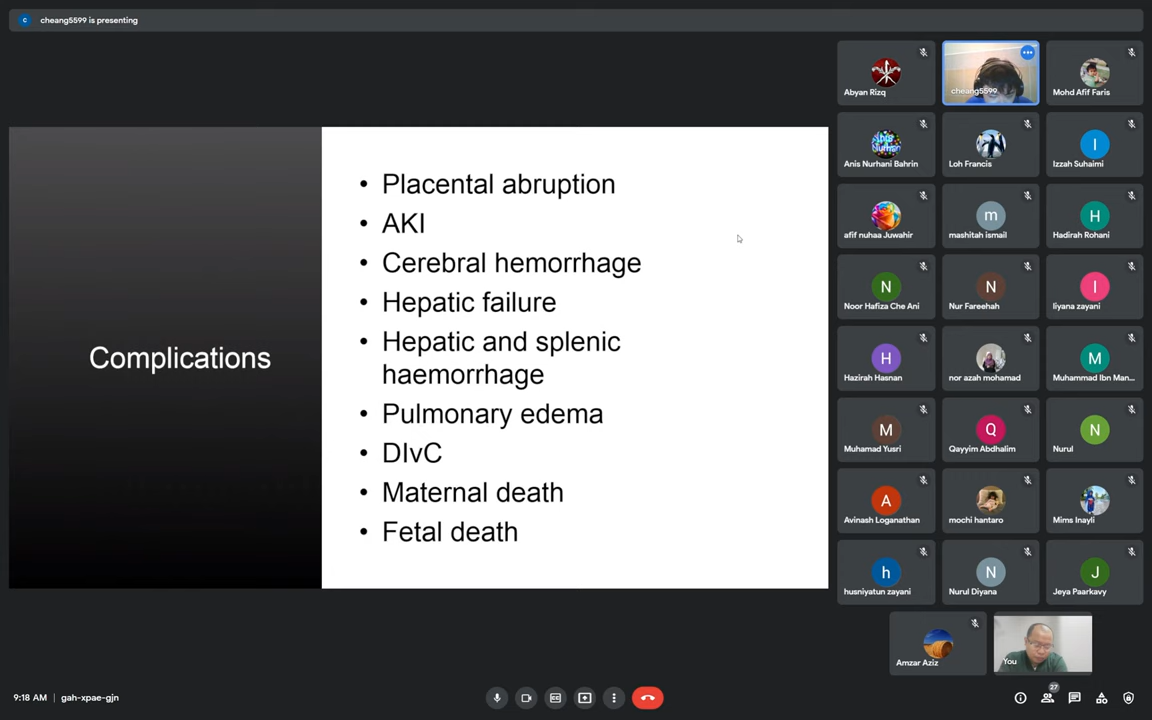 c cheang5599 is presenting
Complications
• Placental abruption
• AKI
• Cerebral hemorrhage
• Hepatic failure
• Hepatic and splenic
haemorrhage
• Pulmonary edema
• DIvC
• Maternal death
• Fetal death
Abyan Rizq
cheang5599
Mohd Afif Faris
Anis Nurhani Bahrin
Loh Francis
I
Izzah Suhaimi
afif nuhaa Juwahir
m
mashitah ismail
H
Hadirah Rohani
N
Noor Hafiza Che Ani
N
Nur Fareehah
l
liyana zayani
H
Hazirah Hasnan
nor azah mohamad
M
Muhammad Ibn Man...
M
Muhamad Yusri
Q
Qayyim Abdhalim
N
Nurul
A
Avinash Loganathan
mochi hantaro
Mims Inayli
h
husniyatun zayani
N
Nurul Diyana
J
Jeya Paarkavy
Amzar Aziz
You
9:18 AM | gah-xpae-gjn
27